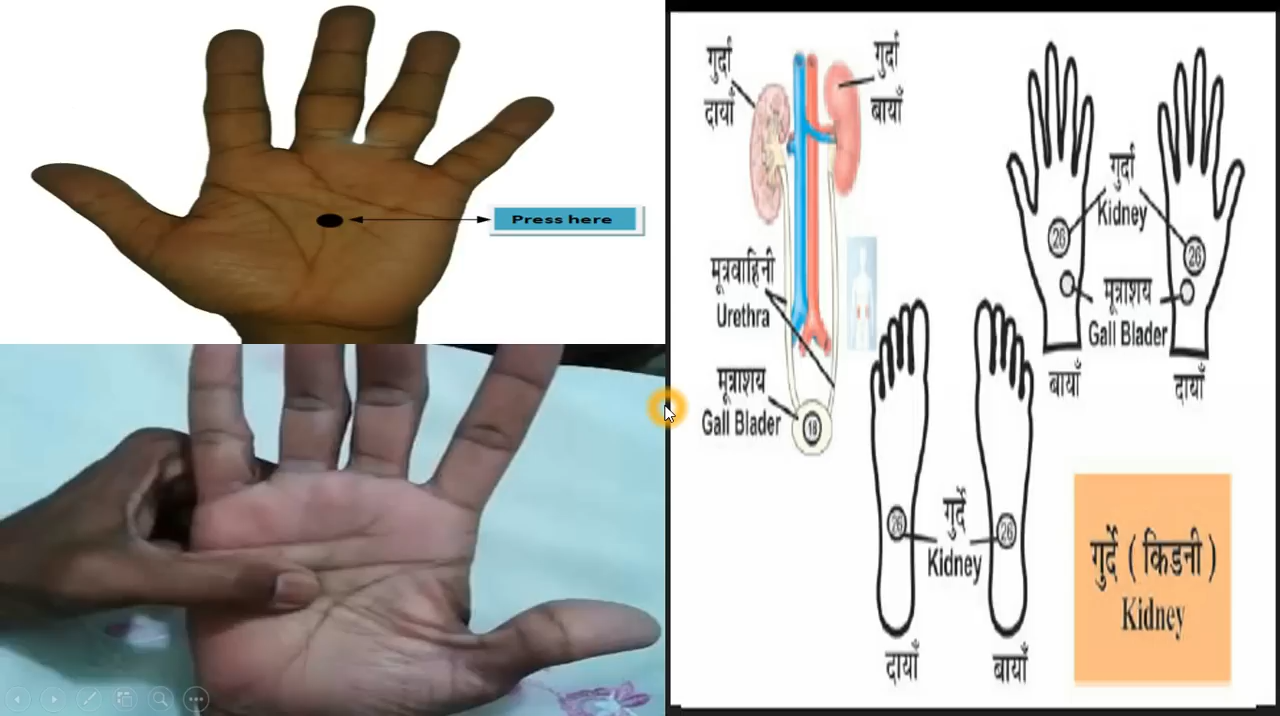 Press here
गुर्दा
दायाँ
गुर्दा
बायाँ
मूत्रवाहिनी
Urethra
मूत्राशय
Gall Blader
18
गुर्दा
Kidney
26
26
मूत्राशय
Gall Blader
बायाँ
दायाँ
26
26
गुर्दे
Kidney
दायाँ
बायाँ
गुर्दे ( किडनी )
Kidney